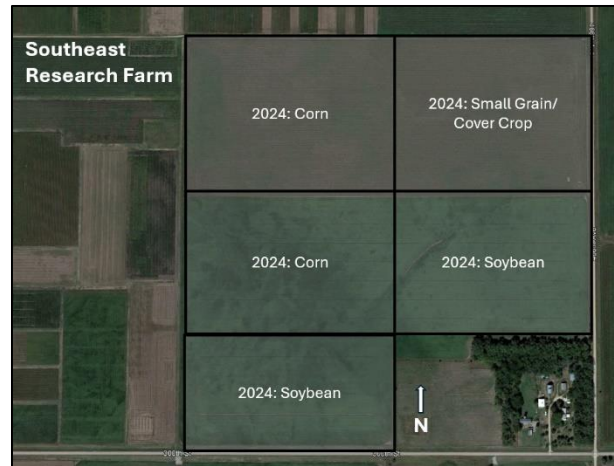 Southeast
Research Farm
2024: Corn
2024: Small Grain/
Cover Crop
2024: Corn
2024: Soybean
2024: Soybean
N